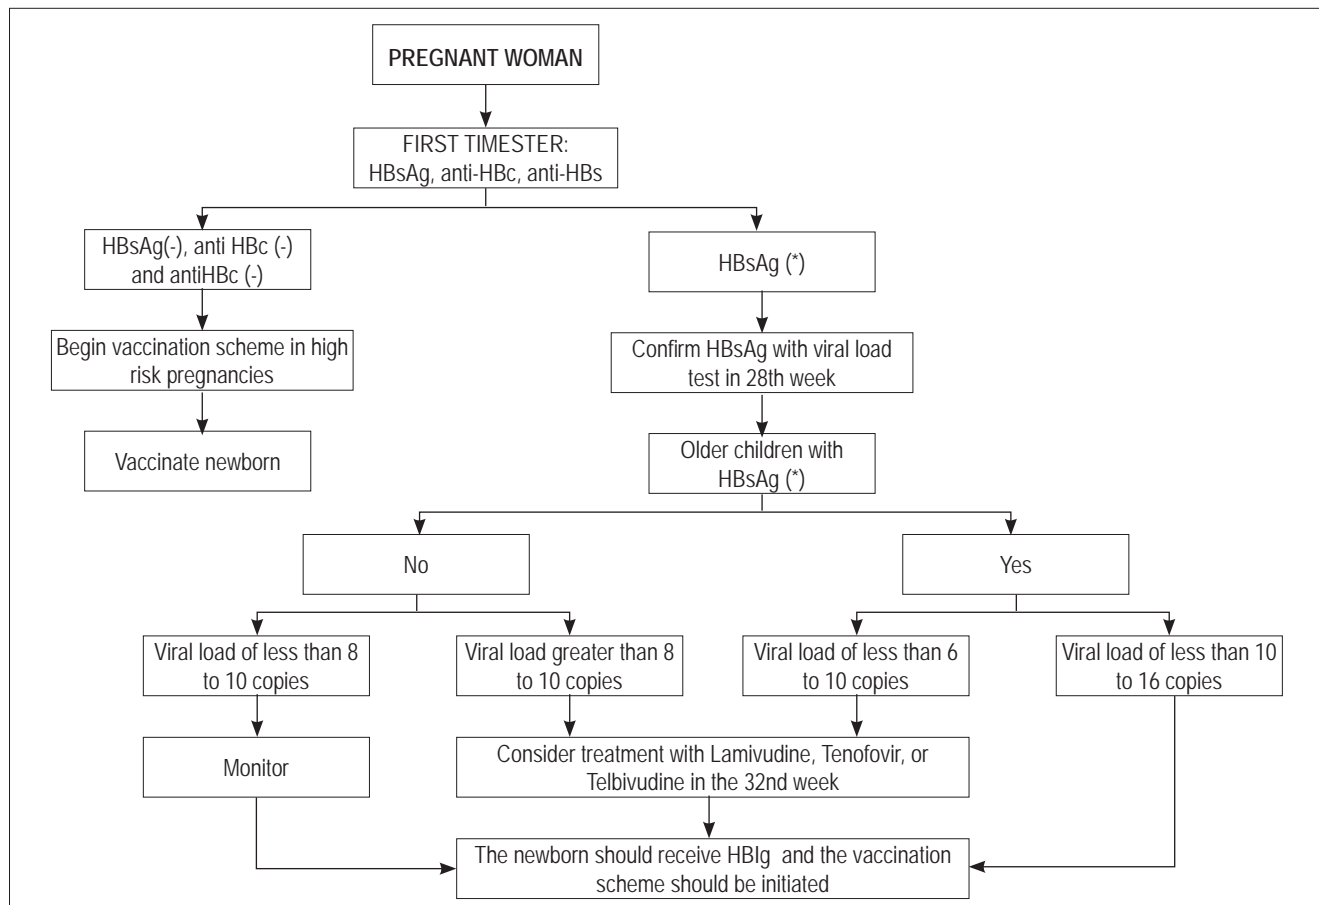 PREGNANT WOMAN
FIRST TIMESTER:
HBsAg, anti-HBc, anti-HBs
HBsAg(-), anti HBc (-)
and antiHBc (-)
HBsAg (*)
Begin vaccination scheme in high
risk pregnancies
Confirm HBsAg with viral load
test in 28th week
Vaccinate newborn
Older children with
HBsAg (*)
No
Yes
Viral load of less than 8
to 10 copies
Viral load greater than 8
to 10 copies
Viral load of less than 6
to 10 copies
Viral load of less than 10
to 16 copies
Monitor
Consider treatment with Lamivudine, Tenofovir, or
Telbivudine in the 32nd week
The newborn should receive HBIg and the vaccination
scheme should be initiated